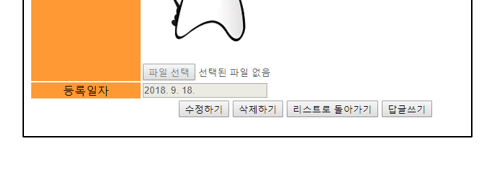 파일 선택 선택된 파일 없음
등록일자 2018. 9. 18.
수정하기 삭제하기 리스트로 돌아가기 답글쓰기